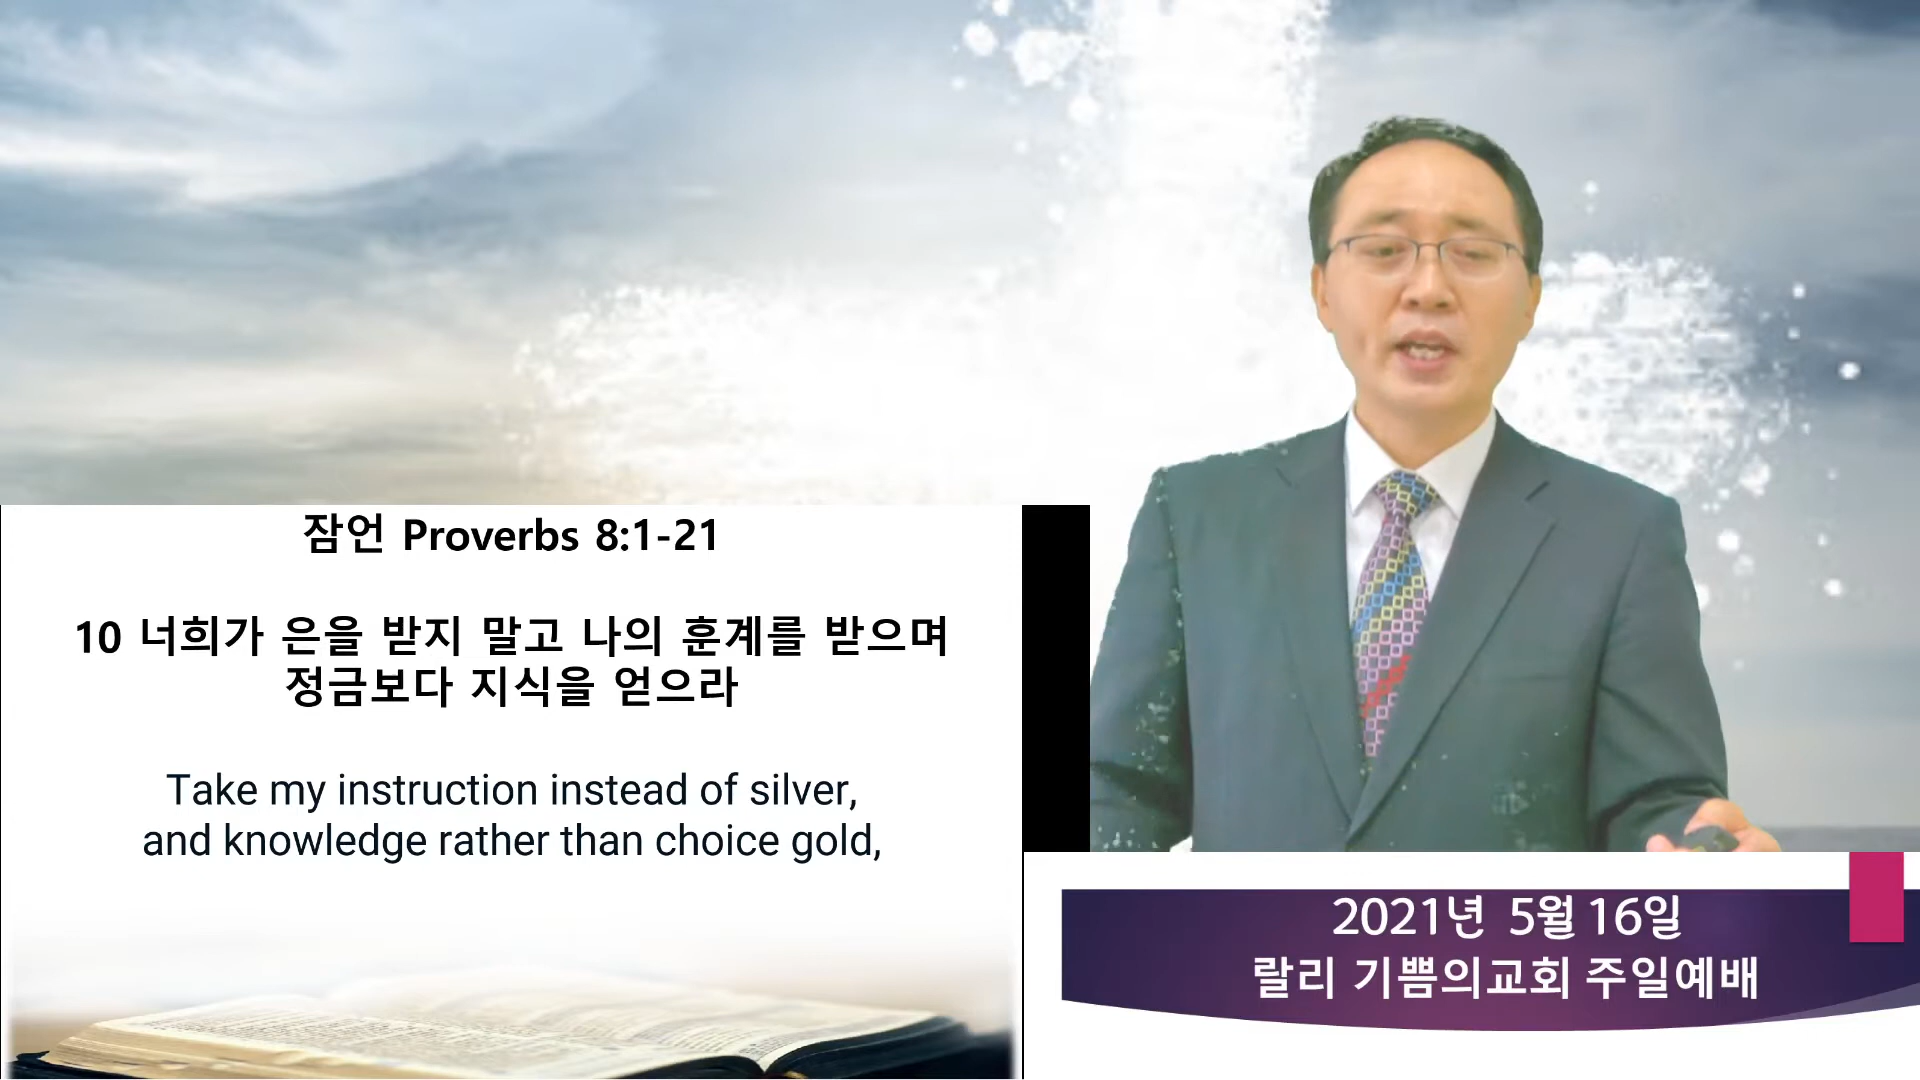 잠언 Proverbs 8:1-21
10 너희가 은을 받지 말고 나의 훈계를 받으며
정금보다 지식을 얻으라
Take my instruction instead of silver,
and knowledge rather than choice gold,
2021년 5월 16일
랄리 기쁨의교회 주일예배